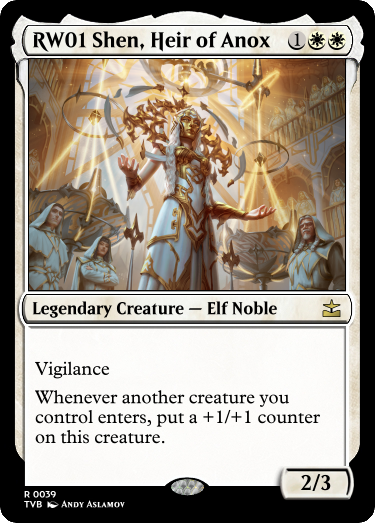 RW01 Shen, Heir of Anox 1
Legendary Creature — Elf Noble
Vigilance
Whenever another creature you
control enters, put a +1/+1 counter
on this creature.
2/3
R 0039
TVB Andy Aslamov